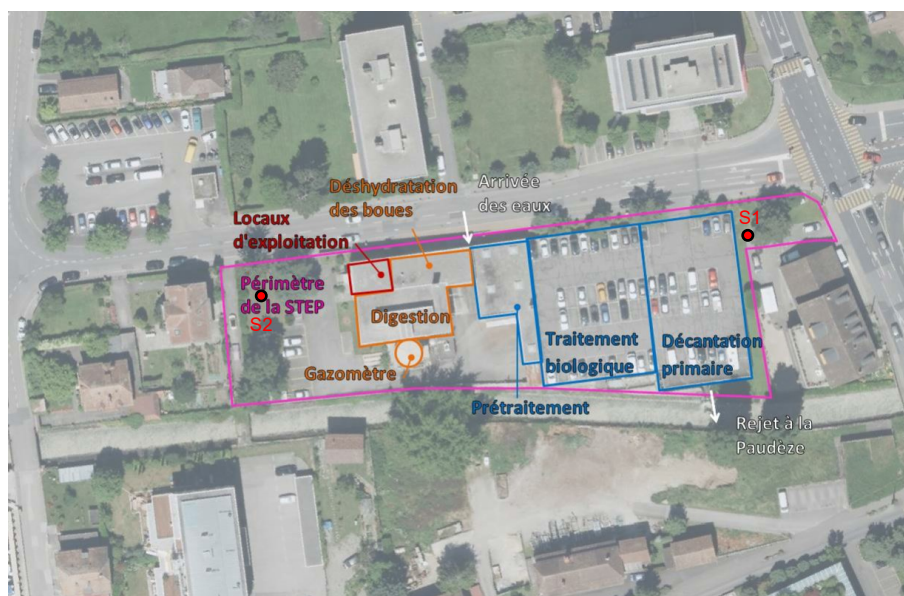 Déshydratation
des boues
Arrivée
des eaux
Locaux
d'exploitation
S1
Périmètre
de la STEP
S2
Digestion
Traitement
biologique
Décantation
primaire
Gazomètre
Prétraitement
Rejet à la
Paudèze